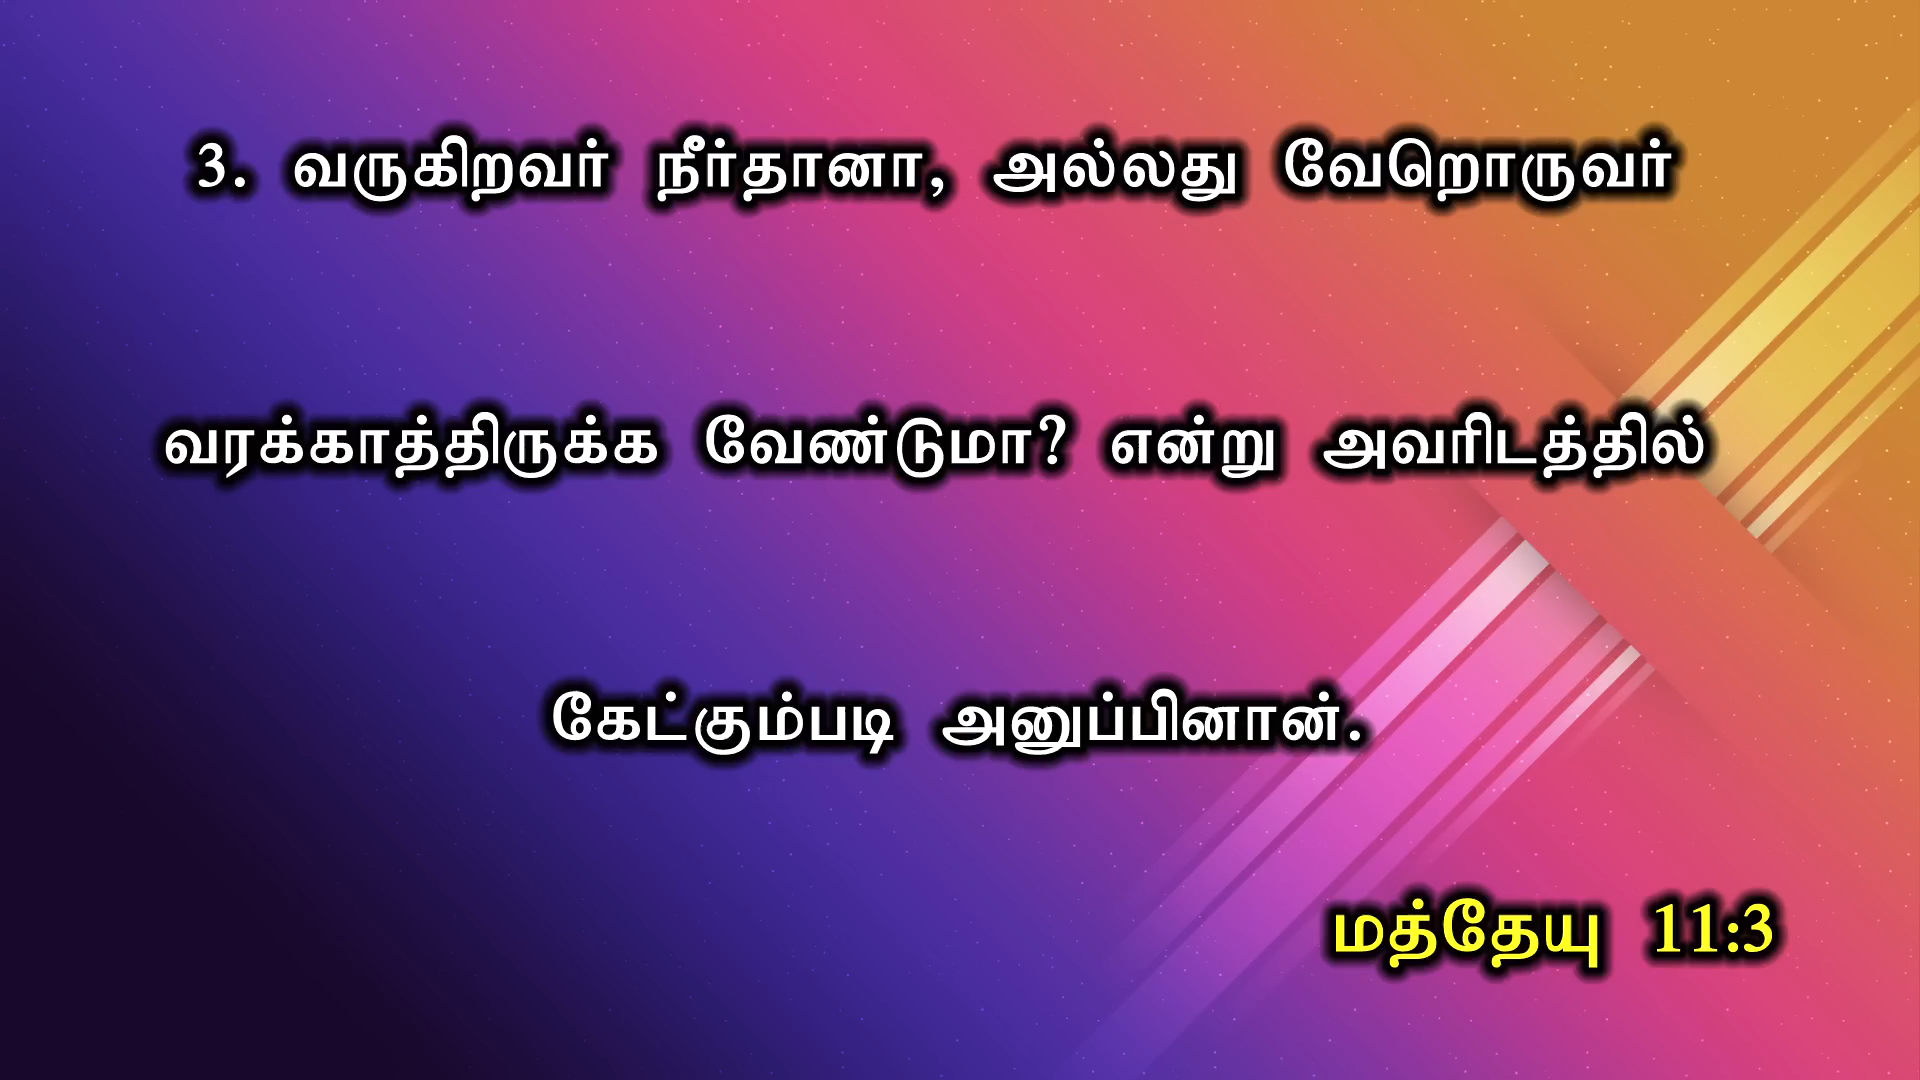 3. வருகிறவர் நீர்தானா, அல்லது வேறொருவர்
வரக்காத்திருக்க வேண்டுமா? என்று அவரிடத்தில்
கேட்கும்படி அனுப்பினான்.
மத்தேயு 11:3